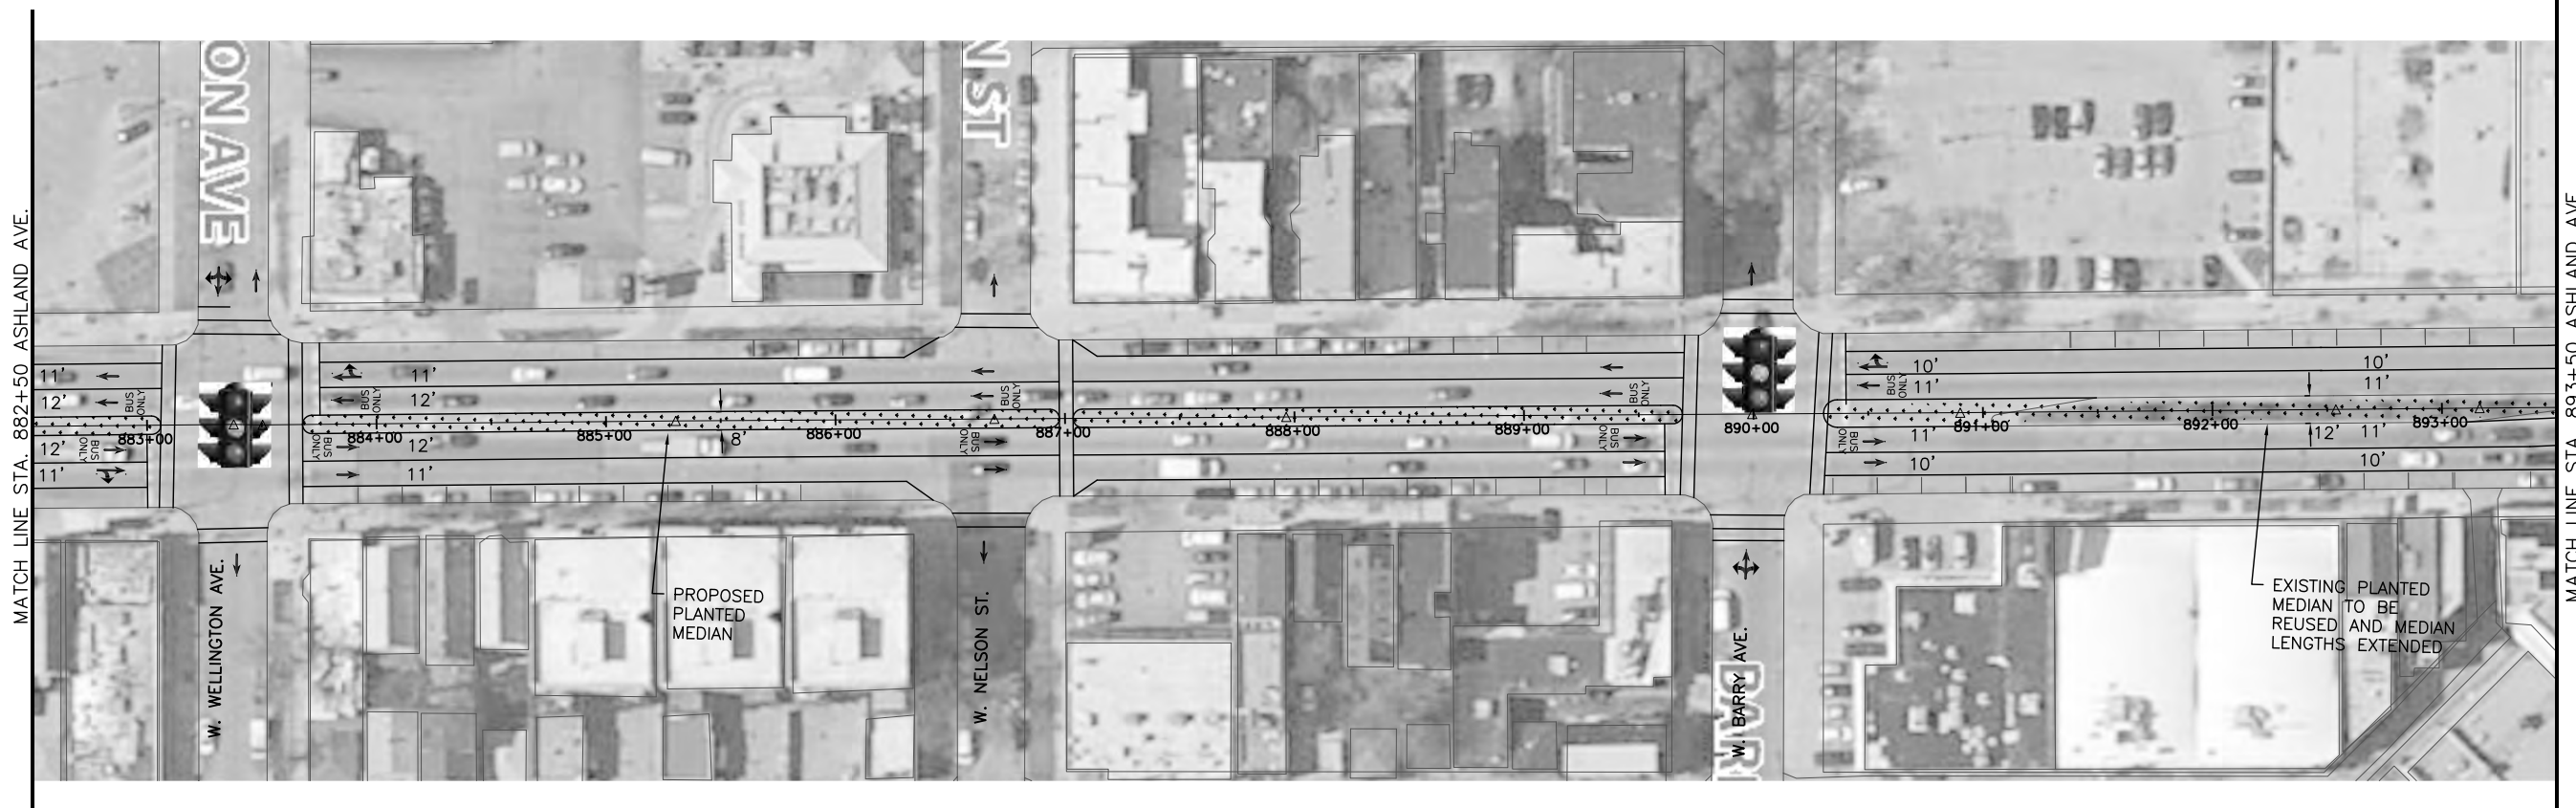 MATCH LINE STA. 882+50 ASHLAND AVE.
ON AVE
N ST
11'
12'
BUS ONLY
883+00
12'
BUS ONLY
11'
11'
12'
BUS ONLY
BUS ONLY
884+00
885+00
8'
886+00
12'
11'
BUS ONLY
BUS ONLY
887+00
888+00
889+00
BUS ONLY
BUS ONLY
890+00
10'
11'
BUS ONLY
BUS ONLY
891+00
11'
10'
10'
11'
892+00
12'
11'
893+00
10'
W. WELLINGTON AVE.
PROPOSED
PLANTED
MEDIAN
W. NELSON ST.
W. BARRY AVE.
BAR
EXISTING PLANTED
MEDIAN TO BE
REUSED AND MEDIAN
LENGTHS EXTENDED
MATCH LINE STA. 893+50 ASHLAND AVE